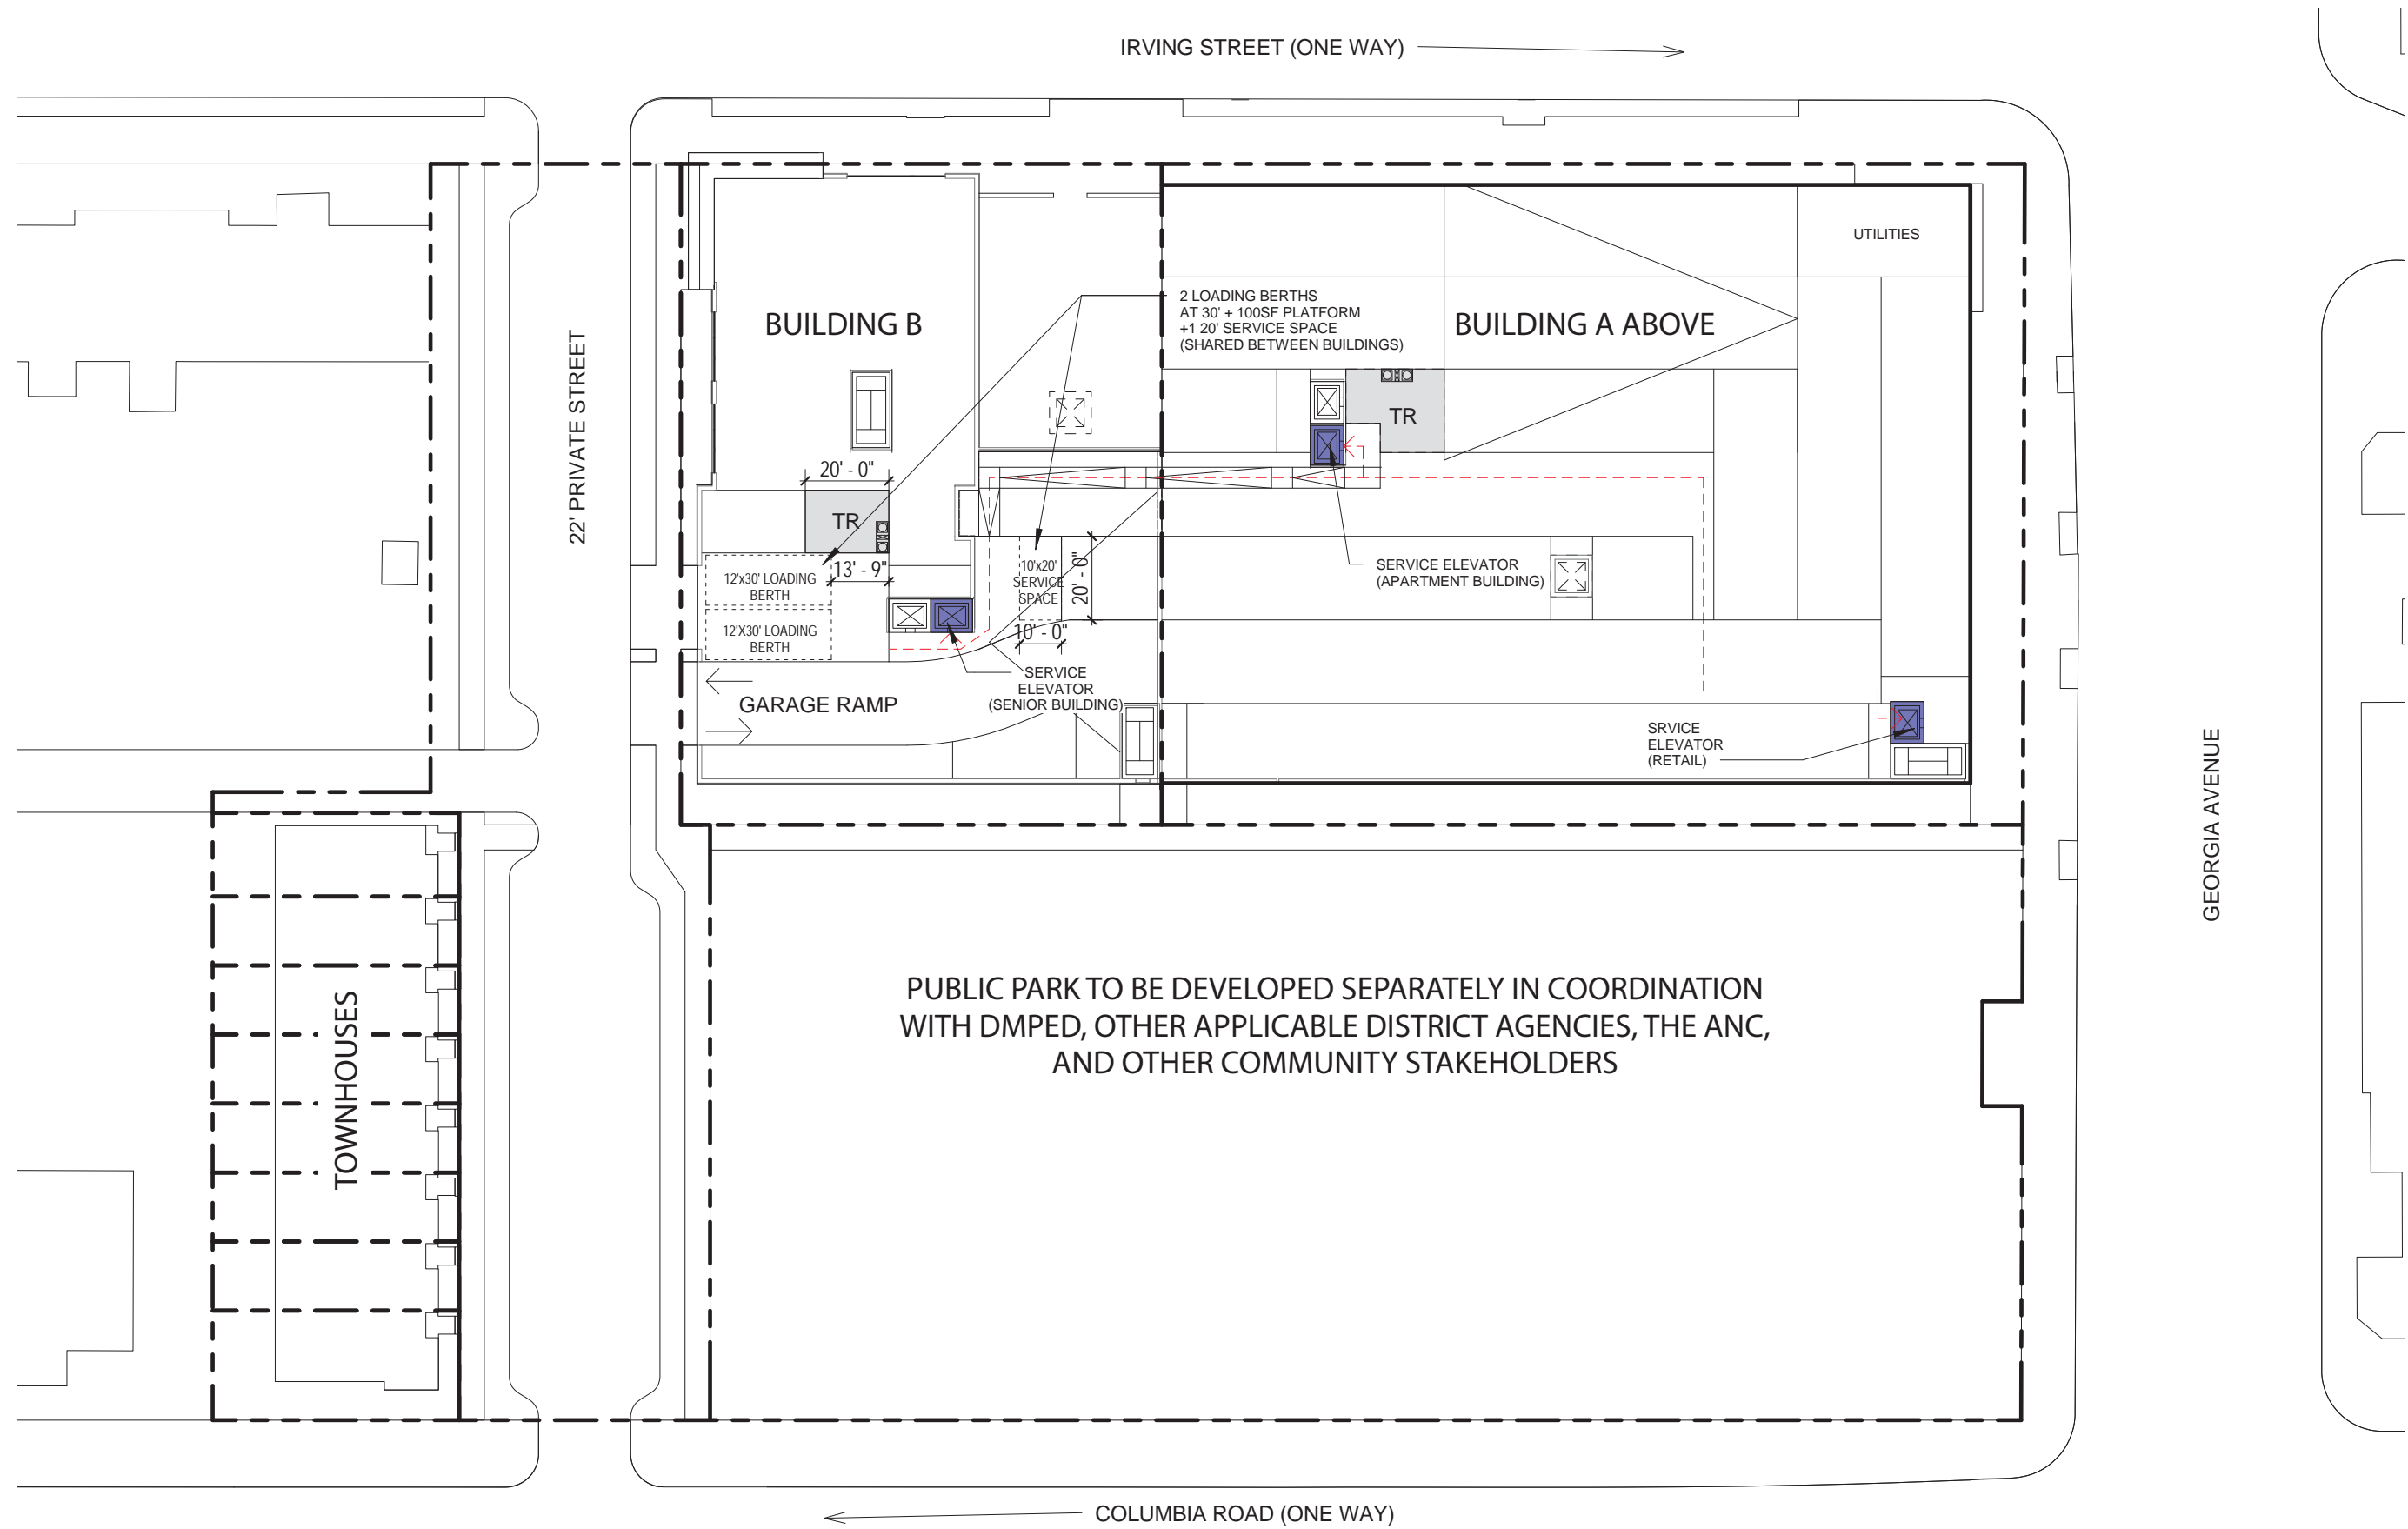 IRVING STREET (ONE WAY)
UTILITIES
2 LOADING BERTHS
AT 30' + 100SF PLATFORM
+1 20' SERVICE SPACE
(SHARED BETWEEN BUILDINGS)
BUILDING B
BUILDING A ABOVE
22' PRIVATE STREET
TR
20' - 0"
TR
12'x30' LOADING
BERTH
13' - 9"
10'x20'
SERVICE
SPACE
20' - 0"
SERVICE ELEVATOR
(APARTMENT BUILDING)
12'X30' LOADING
BERTH
10' - 0"
SERVICE
ELEVATOR
(SENIOR BUILDING)
GARAGE RAMP
SRVICE
ELEVATOR
(RETAIL)
GEORGIA AVENUE
TOWNHOUSES
PUBLIC PARK TO BE DEVELOPED SEPARATELY IN COORDINATION
WITH DMPED, OTHER APPLICABLE DISTRICT AGENCIES, THE ANC,
AND OTHER COMMUNITY STAKEHOLDERS
COLUMBIA ROAD (ONE WAY)